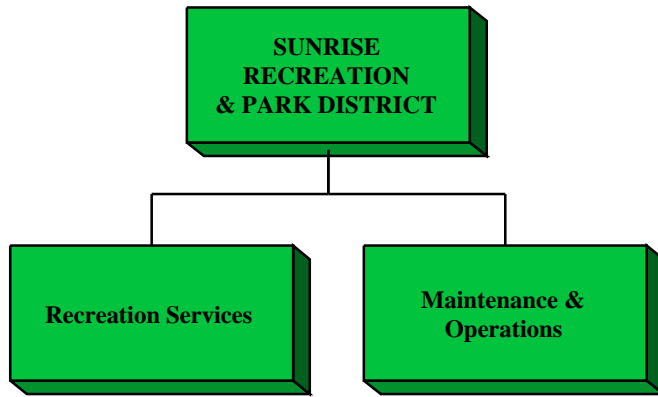 SUNRISE
RECREATION
& PARK DISTRICT
Recreation Services
Maintenance &
Operations